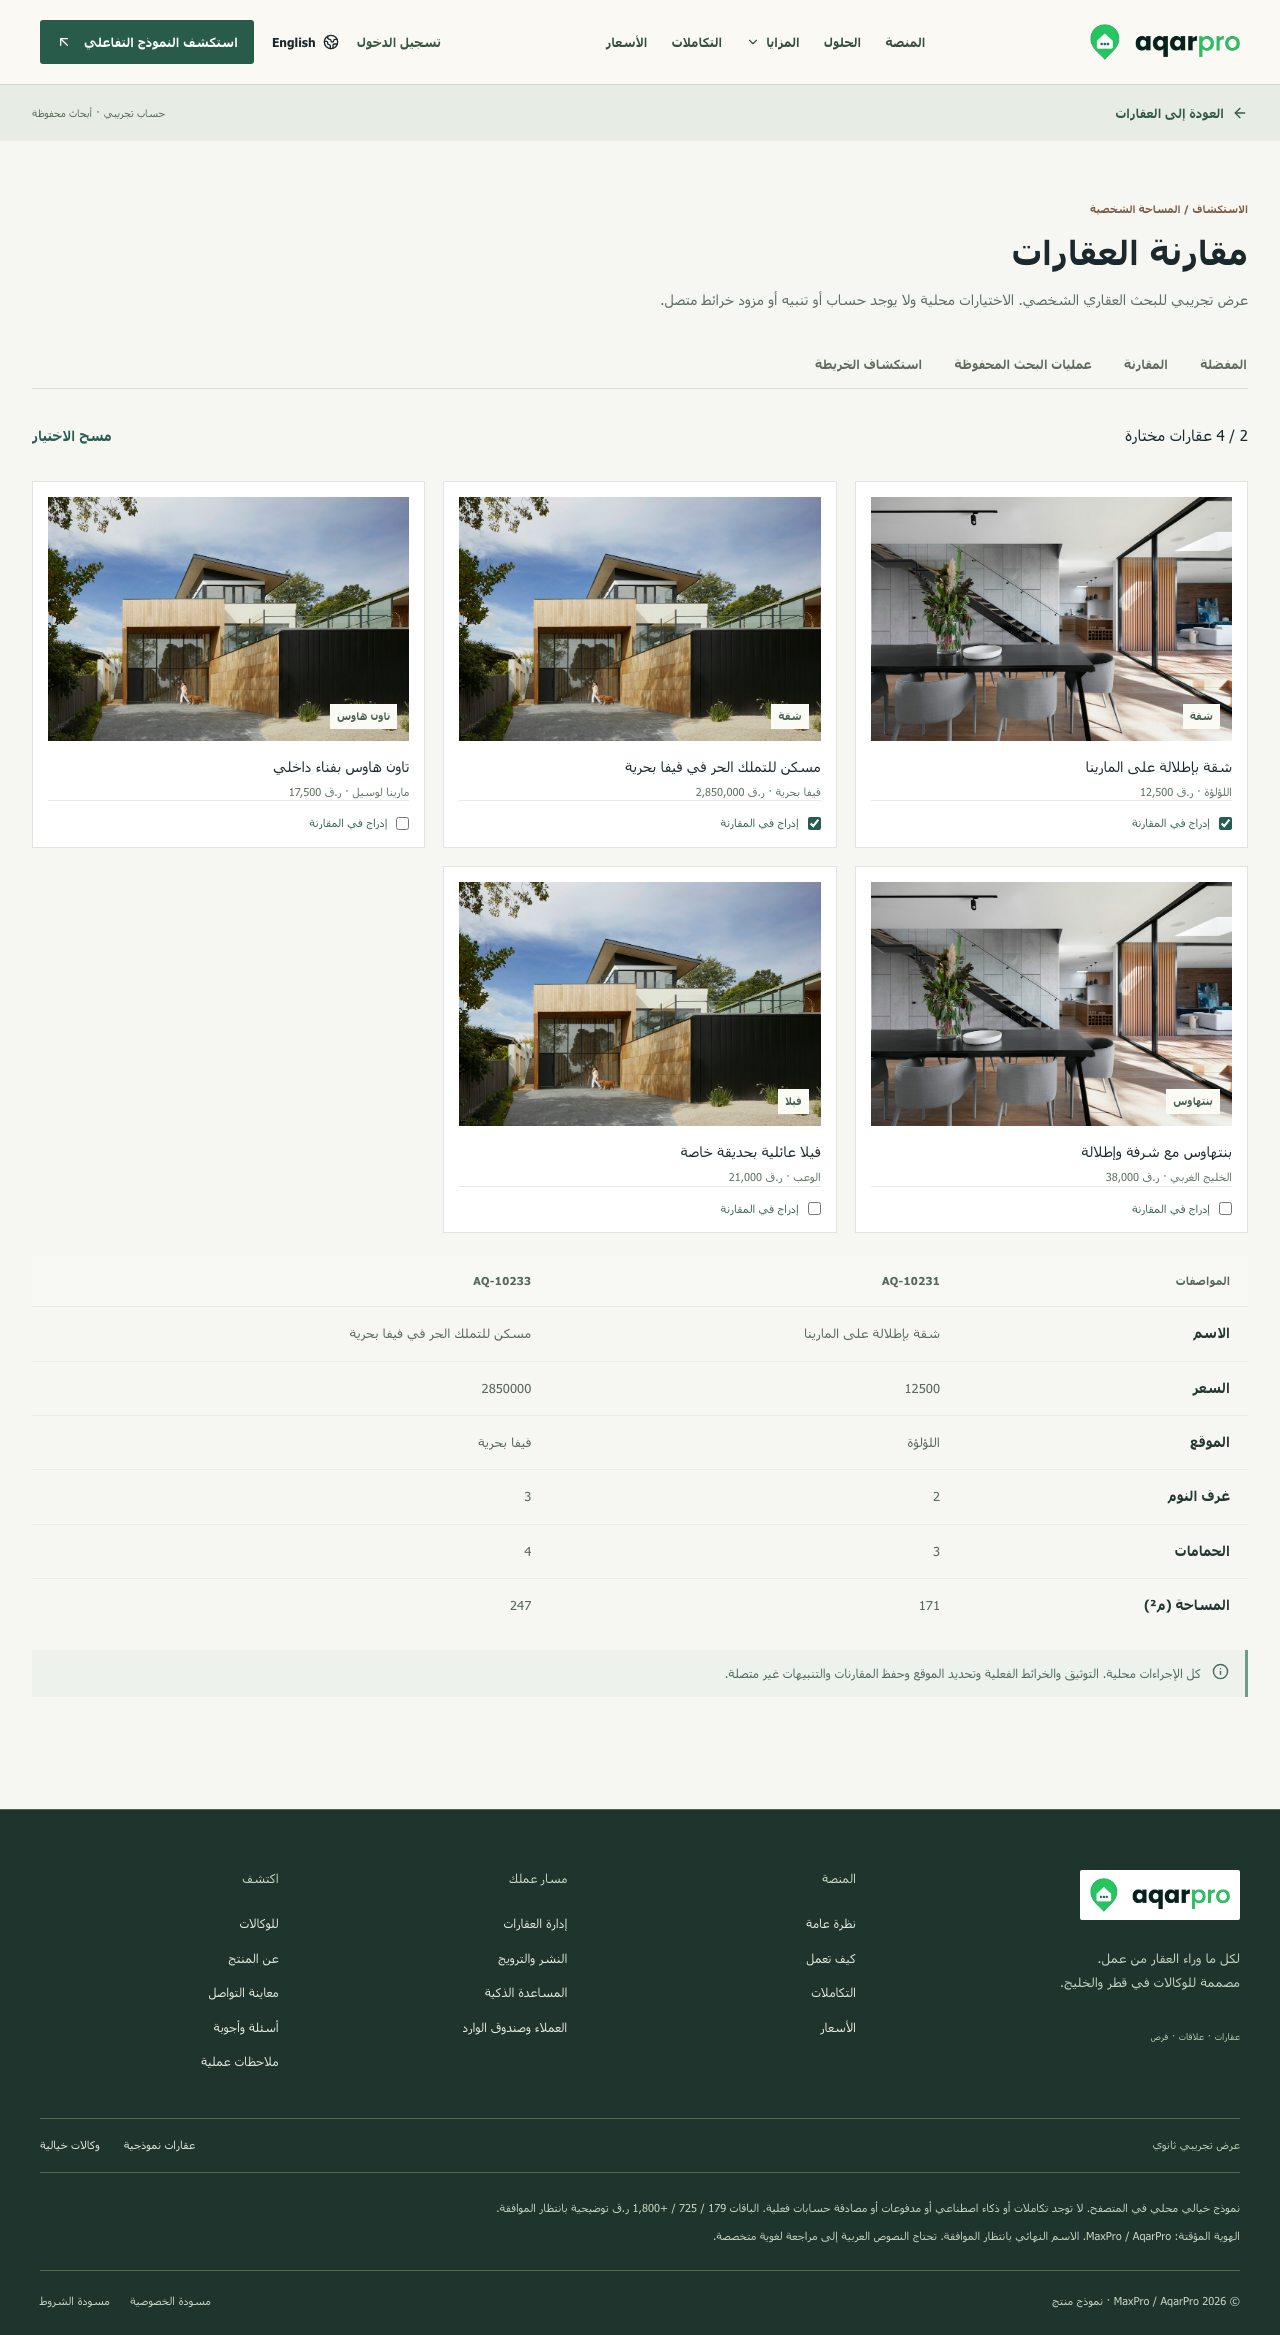 aqarpro
المنصة
الحلول
المزايا
التكاملات
الأسعار
تسجيل الدخول
English
استكشف النموذج التفاعلي
العودة إلى العقارات
حساب تجريبي · أبحاث محفوظة
الاستكشاف / المساحة الشخصية
مقارنة العقارات
عرض تجريبي للبحث العقاري الشخصي. الاختيارات محلية ولا يوجد حساب أو تنبيه أو مزود خرائط متصل.
المفضلة
المقارنة
عمليات البحث المحفوظة
استكشاف الخريطة
2 / 4 عقارات مختارة
مسح الاختيار
شقة
شقة بإطلالة على المارينا
اللؤلؤة · ر.ق 12,500
إدراج في المقارنة
شقة
مسكن للتملك الحر في فيفا بحرية
فيفا بحرية · ر.ق 2,850,000
إدراج في المقارنة
تاون هاوس
تاون هاوس بفناء داخلي
مارينا لوسيل · ر.ق 17,500
إدراج في المقارنة
بنتهاوس
بنتهاوس مع شرفة وإطلالة
الخليج الغربي · ر.ق 38,000
إدراج في المقارنة
فيلا
فيلا عائلية بحديقة خاصة
الوعب · ر.ق 21,000
إدراج في المقارنة
المواصفات AQ-10231 AQ-10233
الاسم شقة بإطلالة على المارينا مسكن للتملك الحر في فيفا بحرية
السعر 12500 2850000
الموقع اللؤلؤة فيفا بحرية
غرف النوم 2 3
الحمامات 3 4
المساحة (م²) 171 247
كل الإجراءات محلية. التوثيق والخرائط الفعلية وتحديد الموقع وحفظ المقارنات والتنبيهات غير متصلة.
aqarpro
لكل ما وراء العقار من عمل.
مصممة للوكالات في قطر والخليج.
عقارات · علاقات · فرص
المنصة
نظرة عامة
كيف تعمل
التكاملات
الأسعار
مسار عملك
إدارة العقارات
النشر والترويج
المساعدة الذكية
العملاء وصندوق الوارد
اكتشف
للوكالات
عن المنتج
معاينة التواصل
أسئلة وأجوبة
ملاحظات عملية
عرض تجريبي ثانوي
عقارات نموذجية
وكالات خيالية
نموذج خيالي محلي في المتصفح. لا توجد تكاملات أو ذكاء اصطناعي أو مدفوعات أو مصادقة حسابات فعلية. الباقات 179 / 725 / +1,800 ر.ق توضيحية بانتظار الموافقة.
الهوية المؤقتة: MaxPro / AqarPro. الاسم النهائي بانتظار الموافقة. تحتاج النصوص العربية إلى مراجعة لغوية متخصصة.
© 2026 MaxPro / AqarPro · نموذج منتج
مسودة الخصوصية
مسودة الشروط